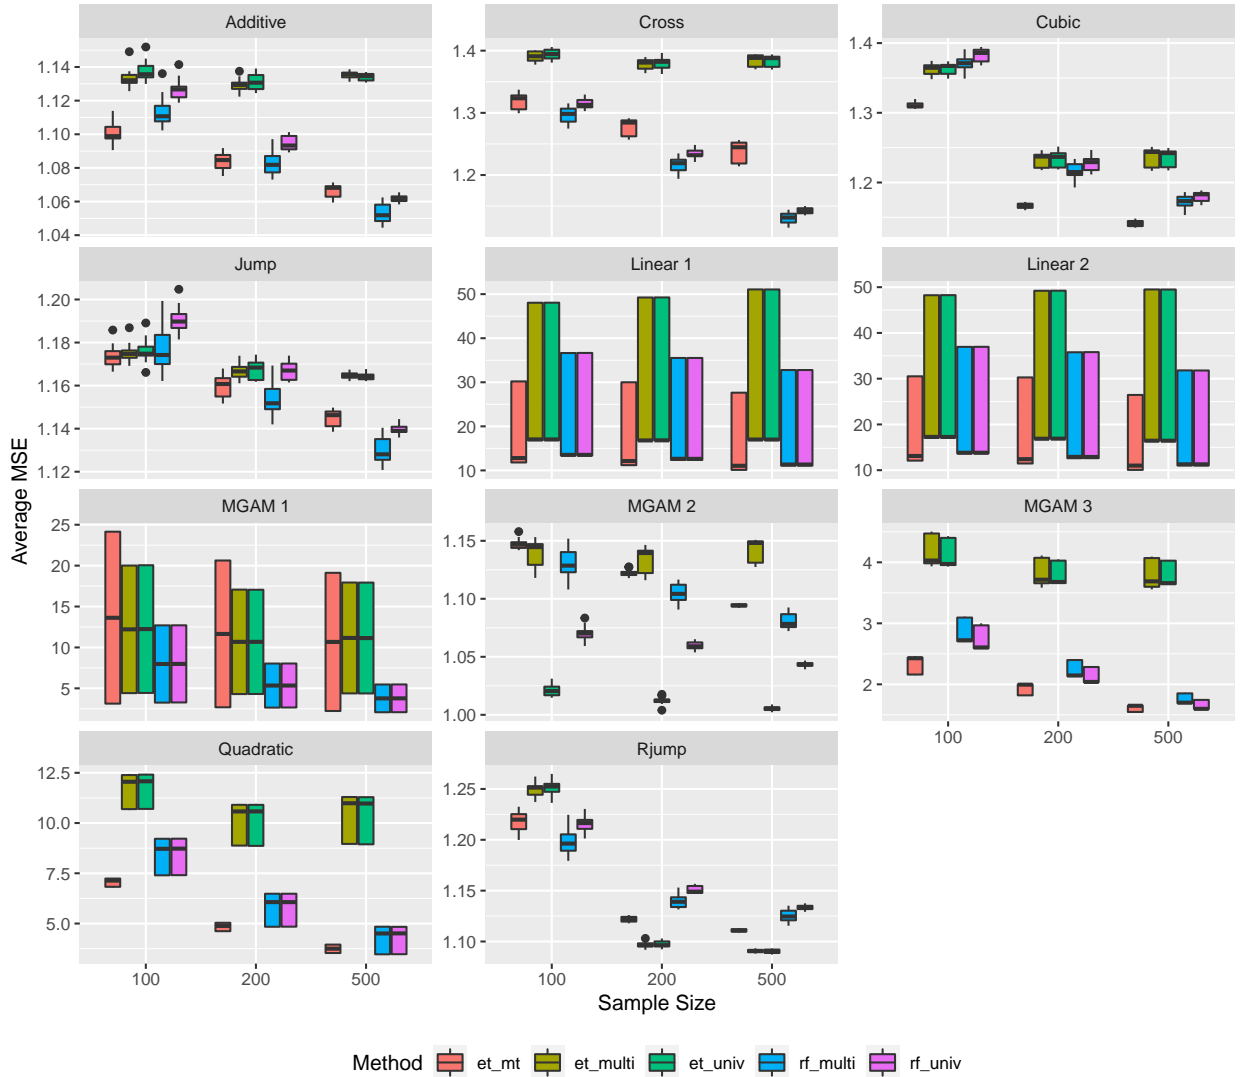 Additive
Cross
Cubic
1.14
1.12
1.10
1.08
1.06
1.04
1.4
1.3
1.2
1.4
1.3
1.2
Jump
Linear 1
Linear 2
1.20
1.18
1.16
1.14
1.12
50
40
30
20
10
50
40
30
20
10
Average MSE
MGAM 1
MGAM 2
MGAM 3
25
20
15
10
5
1.15
1.10
1.05
1.00
4
3
2
100 200 500
Quadratic
Rjump
12.5
10.0
7.5
5.0
1.25
1.20
1.15
1.10
100 200 500
100 200 500
Sample Size
Method et_mt et_multi et_univ rf_multi rf_univ